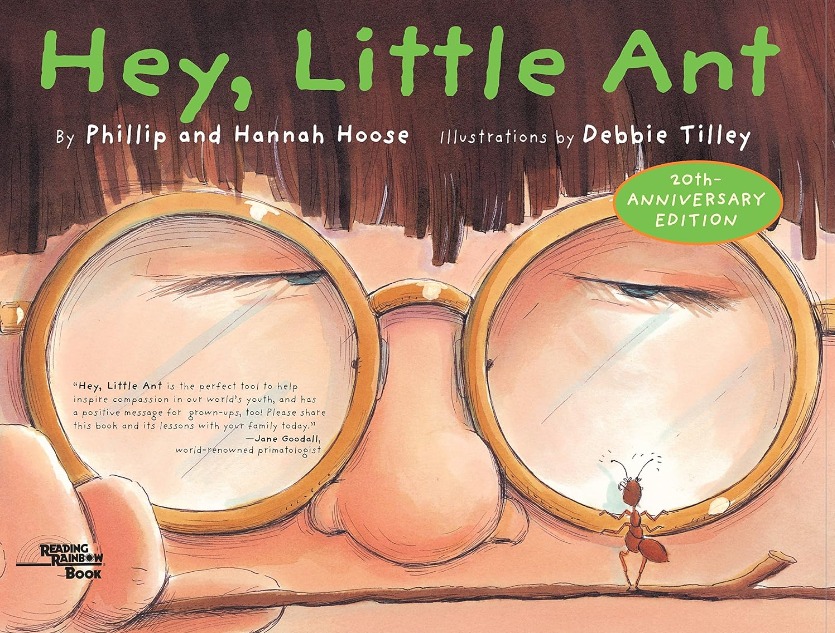 Hey, Little Ant
By Phillip and Hannah Hoose Illustrations by Debbie Tilley
20th-
ANNIVERSARY
EDITION
"Hey, Little Ant is the perfect tool to help
inspire compassion in our world's youth, and has
a positive message for grown-ups, too! Please share
this book and its lessons with your family today."
—Jane Goodall,
world-renowned primatologist
READING
RAINBOW
BOOK